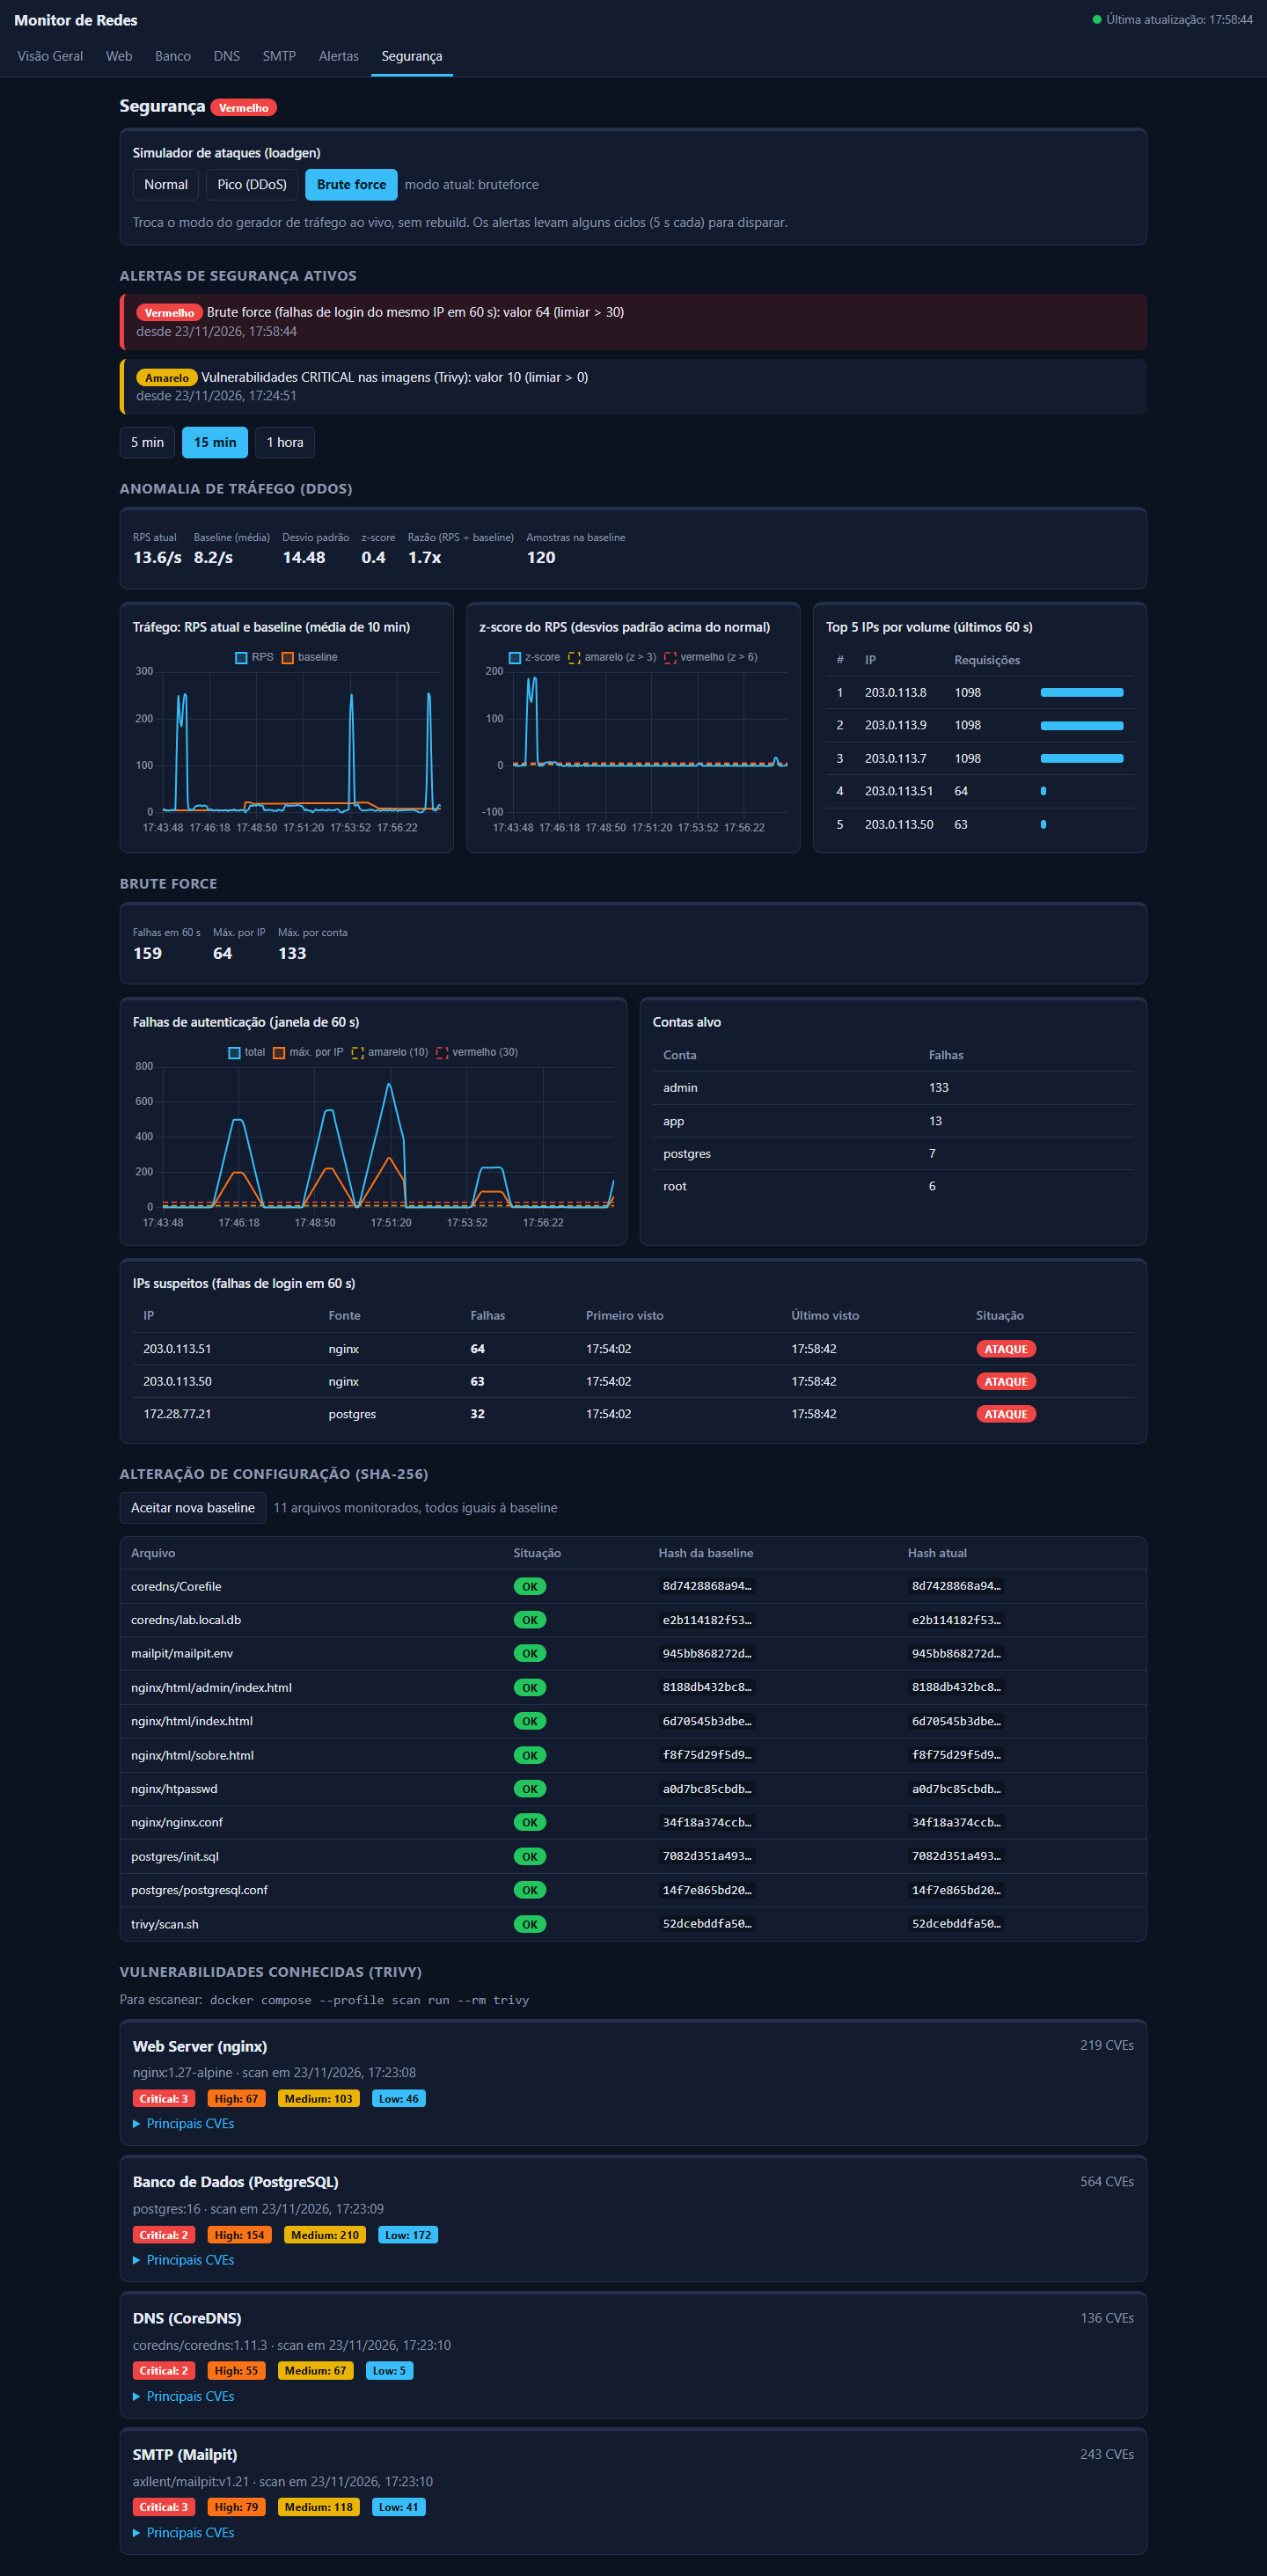 Monitor de Redes
Última atualização: 17:58:44
Visão Geral Web Banco DNS SMTP Alertas Segurança
Segurança Vermelho
Simulador de ataques (loadgen)
Normal Pico (DDoS) Brute force modo atual: bruteforce
Troca o modo do gerador de tráfego ao vivo, sem rebuild. Os alertas levam alguns ciclos (5 s cada) para disparar.
ALERTAS DE SEGURANÇA ATIVOS
Vermelho Brute force (falhas de login do mesmo IP em 60 s): valor 64 (limiar > 30)
desde 23/11/2026, 17:58:44
Amarelo Vulnerabilidades CRITICAL nas imagens (Trivy): valor 10 (limiar > 0)
desde 23/11/2026, 17:24:51
5 min 15 min 1 hora
ANOMALIA DE TRÁFEGO (DDOS)
RPS atual Baseline (média) Desvio padrão z-score Razão (RPS ÷ baseline) Amostras na baseline
13.6/s 8.2/s 14.48 0.4 1.7x 120
Tráfego: RPS atual e baseline (média de 10 min)
RPS baseline
300
200
100
0
17:43:48 17:46:18 17:48:50 17:51:20 17:53:52 17:56:22
z-score do RPS (desvios padrão acima do normal)
z-score amarelo (z > 3) vermelho (z > 6)
200
100
0
-100
17:43:48 17:46:18 17:48:50 17:51:20 17:53:52 17:56:22
Top 5 IPs por volume (últimos 60 s)
# IP Requisições
1 203.0.113.8 1098
2 203.0.113.9 1098
3 203.0.113.7 1098
4 203.0.113.51 64
5 203.0.113.50 63
BRUTE FORCE
Falhas em 60 s Máx. por IP Máx. por conta
159 64 133
Falhas de autenticação (janela de 60 s)
total máx. por IP amarelo (10) vermelho (30)
800
600
400
200
0
17:43:48 17:46:18 17:48:50 17:51:20 17:53:52 17:56:22
Contas alvo
Conta Falhas
admin 133
app 13
postgres 7
root 6
IPs suspeitos (falhas de login em 60 s)
IP Fonte Falhas Primeiro visto Último visto Situação
203.0.113.51 nginx 64 17:54:02 17:58:42 ATAQUE
203.0.113.50 nginx 63 17:54:02 17:58:42 ATAQUE
172.28.77.21 postgres 32 17:54:02 17:58:42 ATAQUE
ALTERAÇÃO DE CONFIGURAÇÃO (SHA-256)
Aceitar nova baseline 11 arquivos monitorados, todos iguais à baseline
Arquivo Situação Hash da baseline Hash atual
coredns/Corefile OK 8d7428868a94… 8d7428868a94…
coredns/lab.local.db OK e2b114182f53… e2b114182f53…
mailpit/mailpit.env OK 945bb868272d… 945bb868272d…
nginx/html/admin/index.html OK 8188db432bc8… 8188db432bc8…
nginx/html/index.html OK 6d70545b3dbe… 6d70545b3dbe…
nginx/html/sobre.html OK f8f75d29f5d9… f8f75d29f5d9…
nginx/htpasswd OK a0d7bc85cbdb… a0d7bc85cbdb…
nginx/nginx.conf OK 34f18a374ccb… 34f18a374ccb…
postgres/init.sql OK 7082d351a493… 7082d351a493…
postgres/postgresql.conf OK 14f7e865bd20… 14f7e865bd20…
trivy/scan.sh OK 52dcebddfa50… 52dcebddfa50…
VULNERABILIDADES CONHECIDAS (TRIVY)
Para escanear: docker compose --profile scan run --rm trivy
Web Server (nginx) 219 CVEs
nginx:1.27-alpine · scan em 23/11/2026, 17:23:08
Critical: 3 High: 67 Medium: 103 Low: 46
Principais CVEs
Banco de Dados (PostgreSQL) 564 CVEs
postgres:16 · scan em 23/11/2026, 17:23:09
Critical: 2 High: 154 Medium: 210 Low: 172
Principais CVEs
DNS (CoreDNS) 136 CVEs
coredns/coredns:1.11.3 · scan em 23/11/2026, 17:23:10
Critical: 2 High: 55 Medium: 67 Low: 5
Principais CVEs
SMTP (Mailpit) 243 CVEs
axllent/mailpit:v1.21 · scan em 23/11/2026, 17:23:10
Critical: 3 High: 79 Medium: 118 Low: 41
Principais CVEs